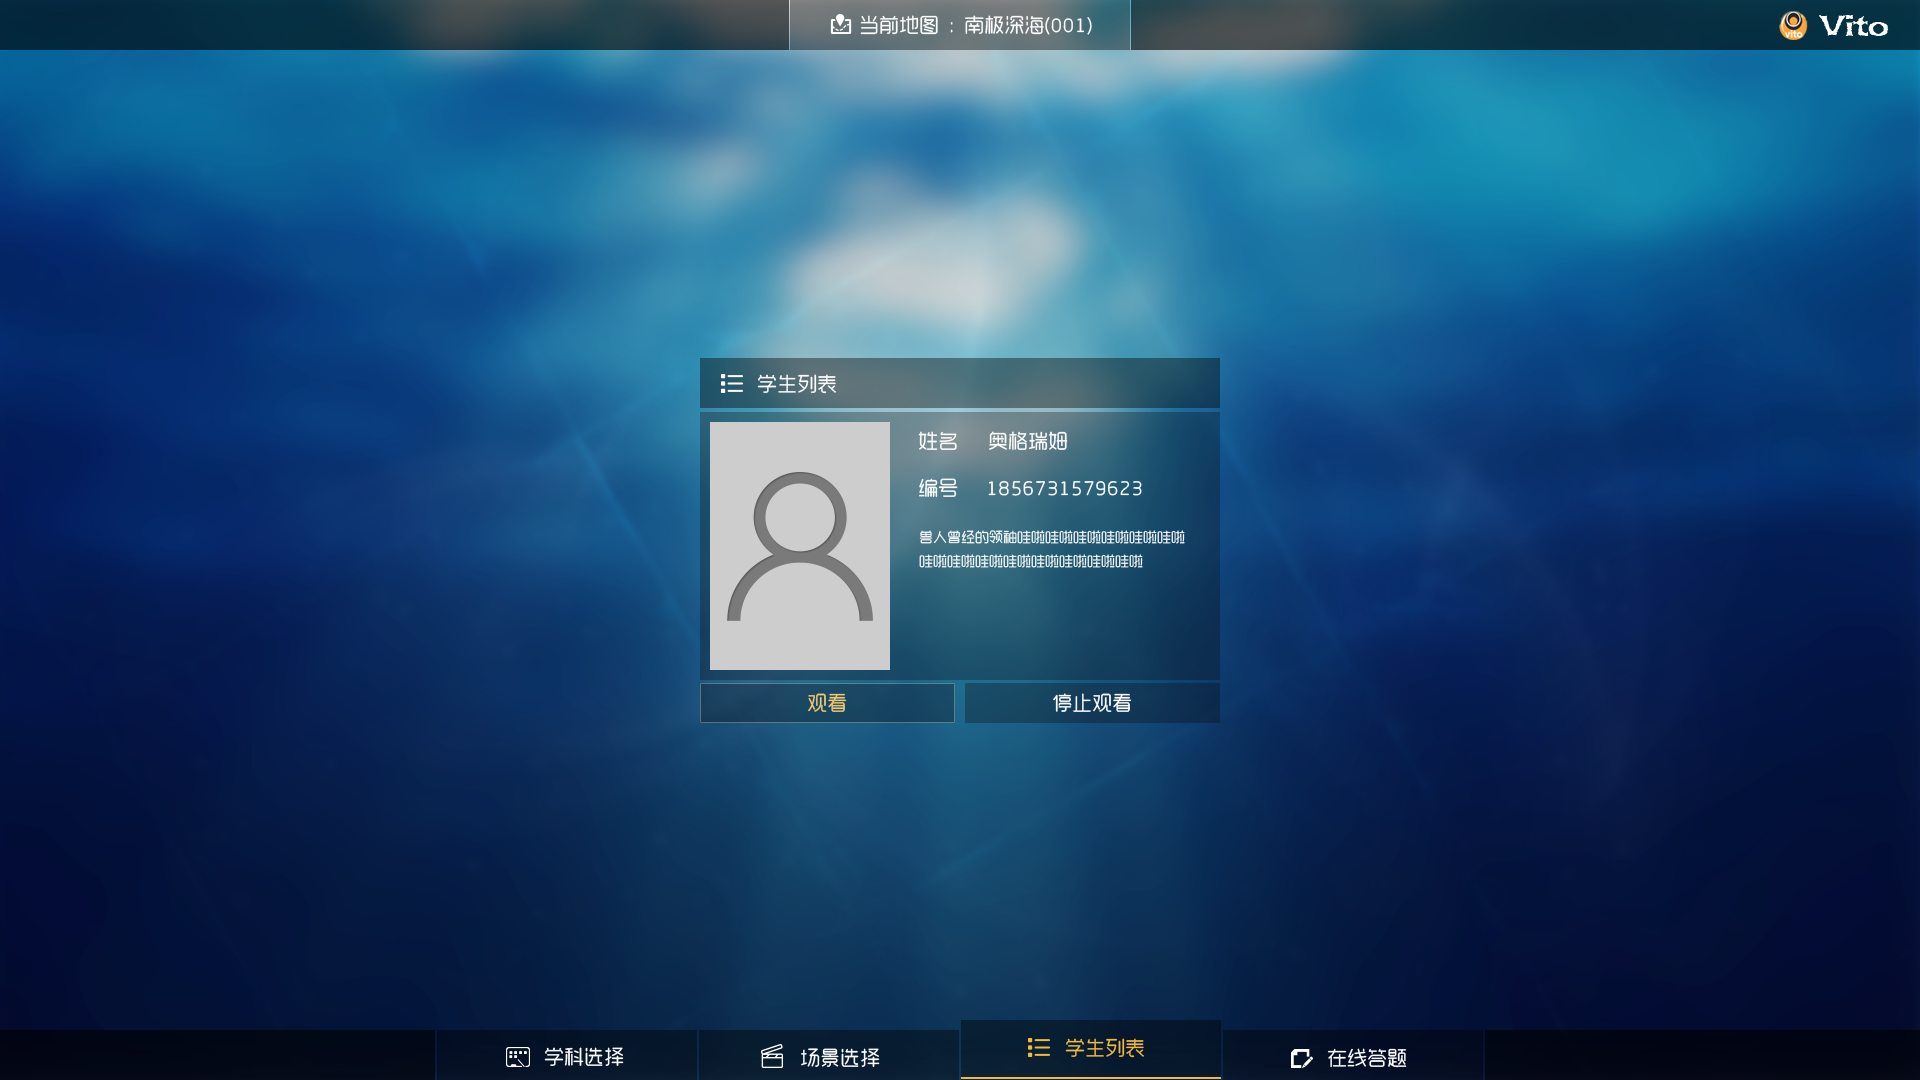 当前地图 : 南极深海(001)
vito Vito
学生列表
姓名 奥格瑞姆
编号 1856731579623
兽人曾经的领袖哇啦哇啦哇啦哇啦哇啦哇啦
哇啦哇啦哇啦哇啦哇啦哇啦哇啦哇啦
观看 停止观看
学科选择 场景选择 学生列表 在线答题